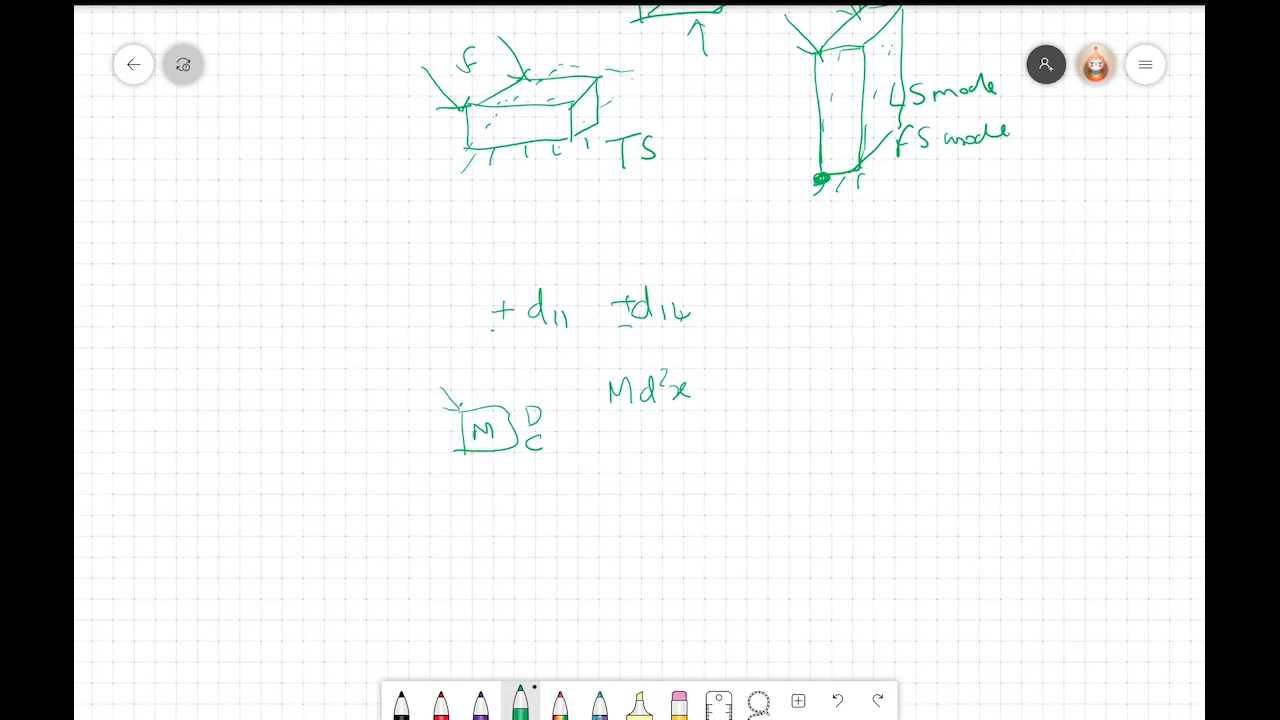 F
LS mode
FS mode
TS
+ d11 ±d14
Md²x
M D
C